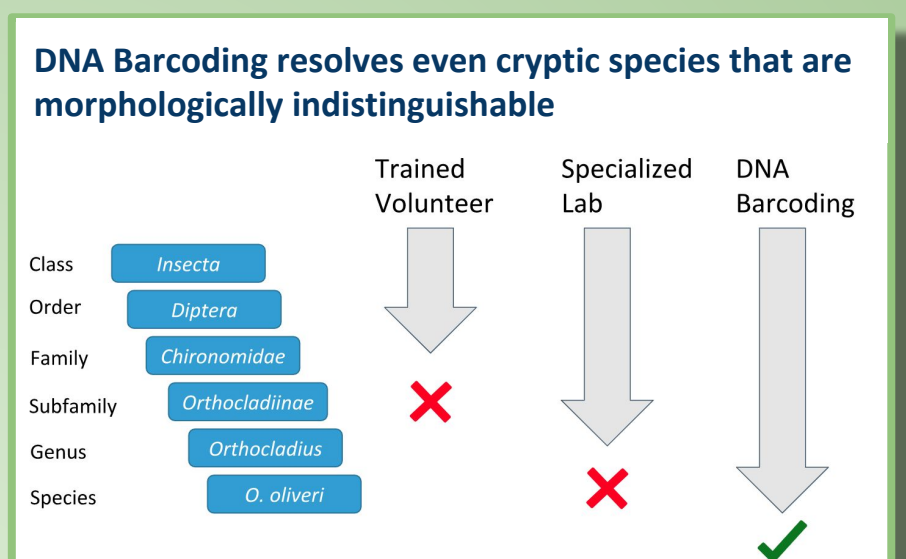 DNA Barcoding resolves even cryptic species that are
morphologically indistinguishable
Trained
Volunteer
Specialized
Lab
DNA
Barcoding
Class
Insecta
Order
Diptera
Family
Chironomidae
Subfamily
Orthocladiinae
Genus
Orthocladius
Species
O. oliveri